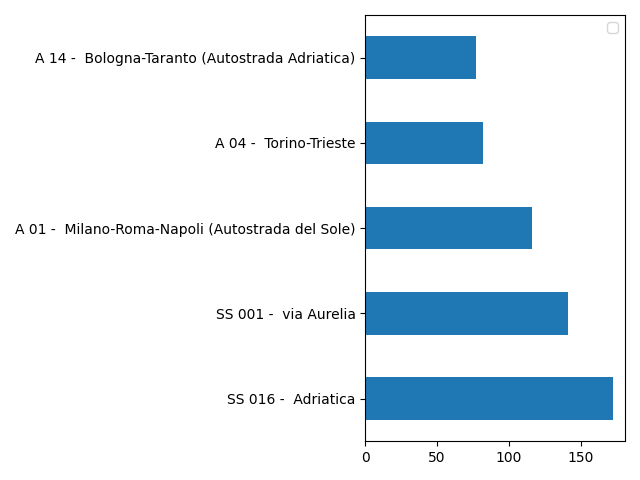 A 14 -  Bologna-Taranto (Autostrada Adriatica)
A 04 -  Torino-Trieste
A 01 -  Milano-Roma-Napoli (Autostrada del Sole)
SS 001 -  via Aurelia
SS 016 -  Adriatica
0 50 100 150